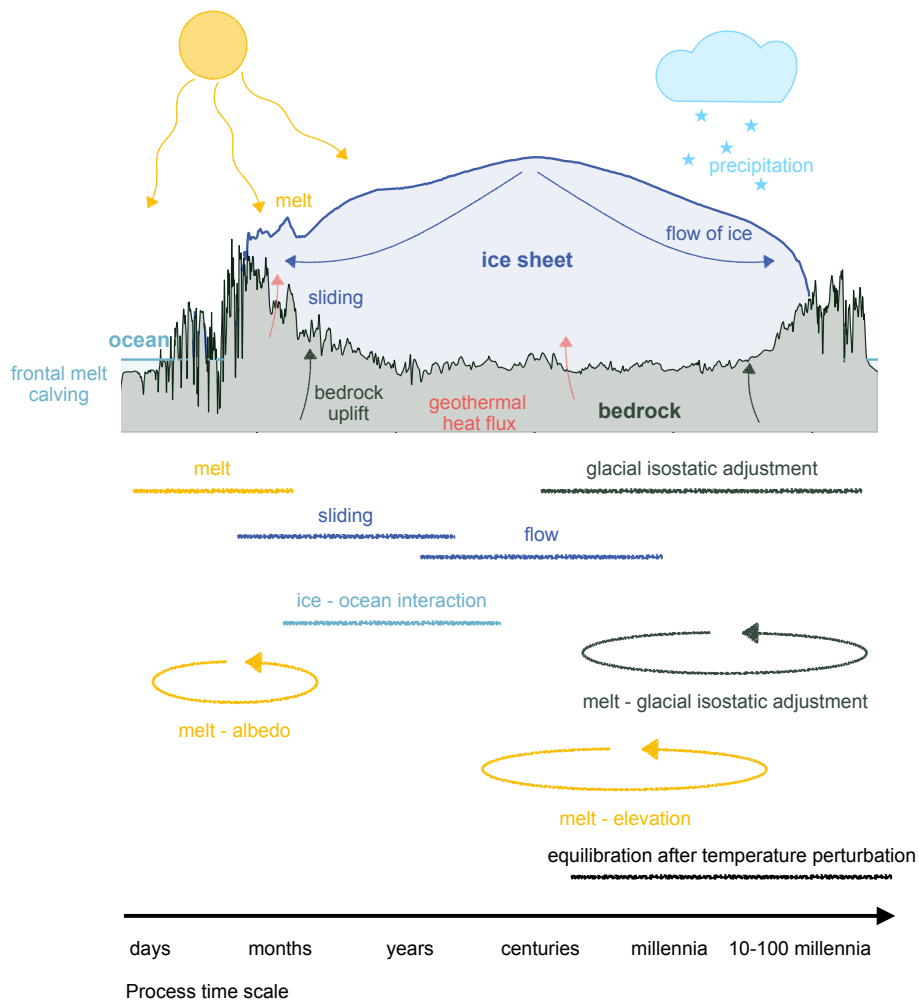 precipitation
melt
flow of ice
ice sheet
sliding
ocean
frontal melt
calving
bedrock
uplift
geothermal
heat flux
bedrock
melt
glacial isostatic adjustment
sliding
flow
ice - ocean interaction
melt - glacial isostatic adjustment
melt - albedo
melt - elevation
equilibration after temperature perturbation
days months years centuries millennia 10-100 millennia
Process time scale